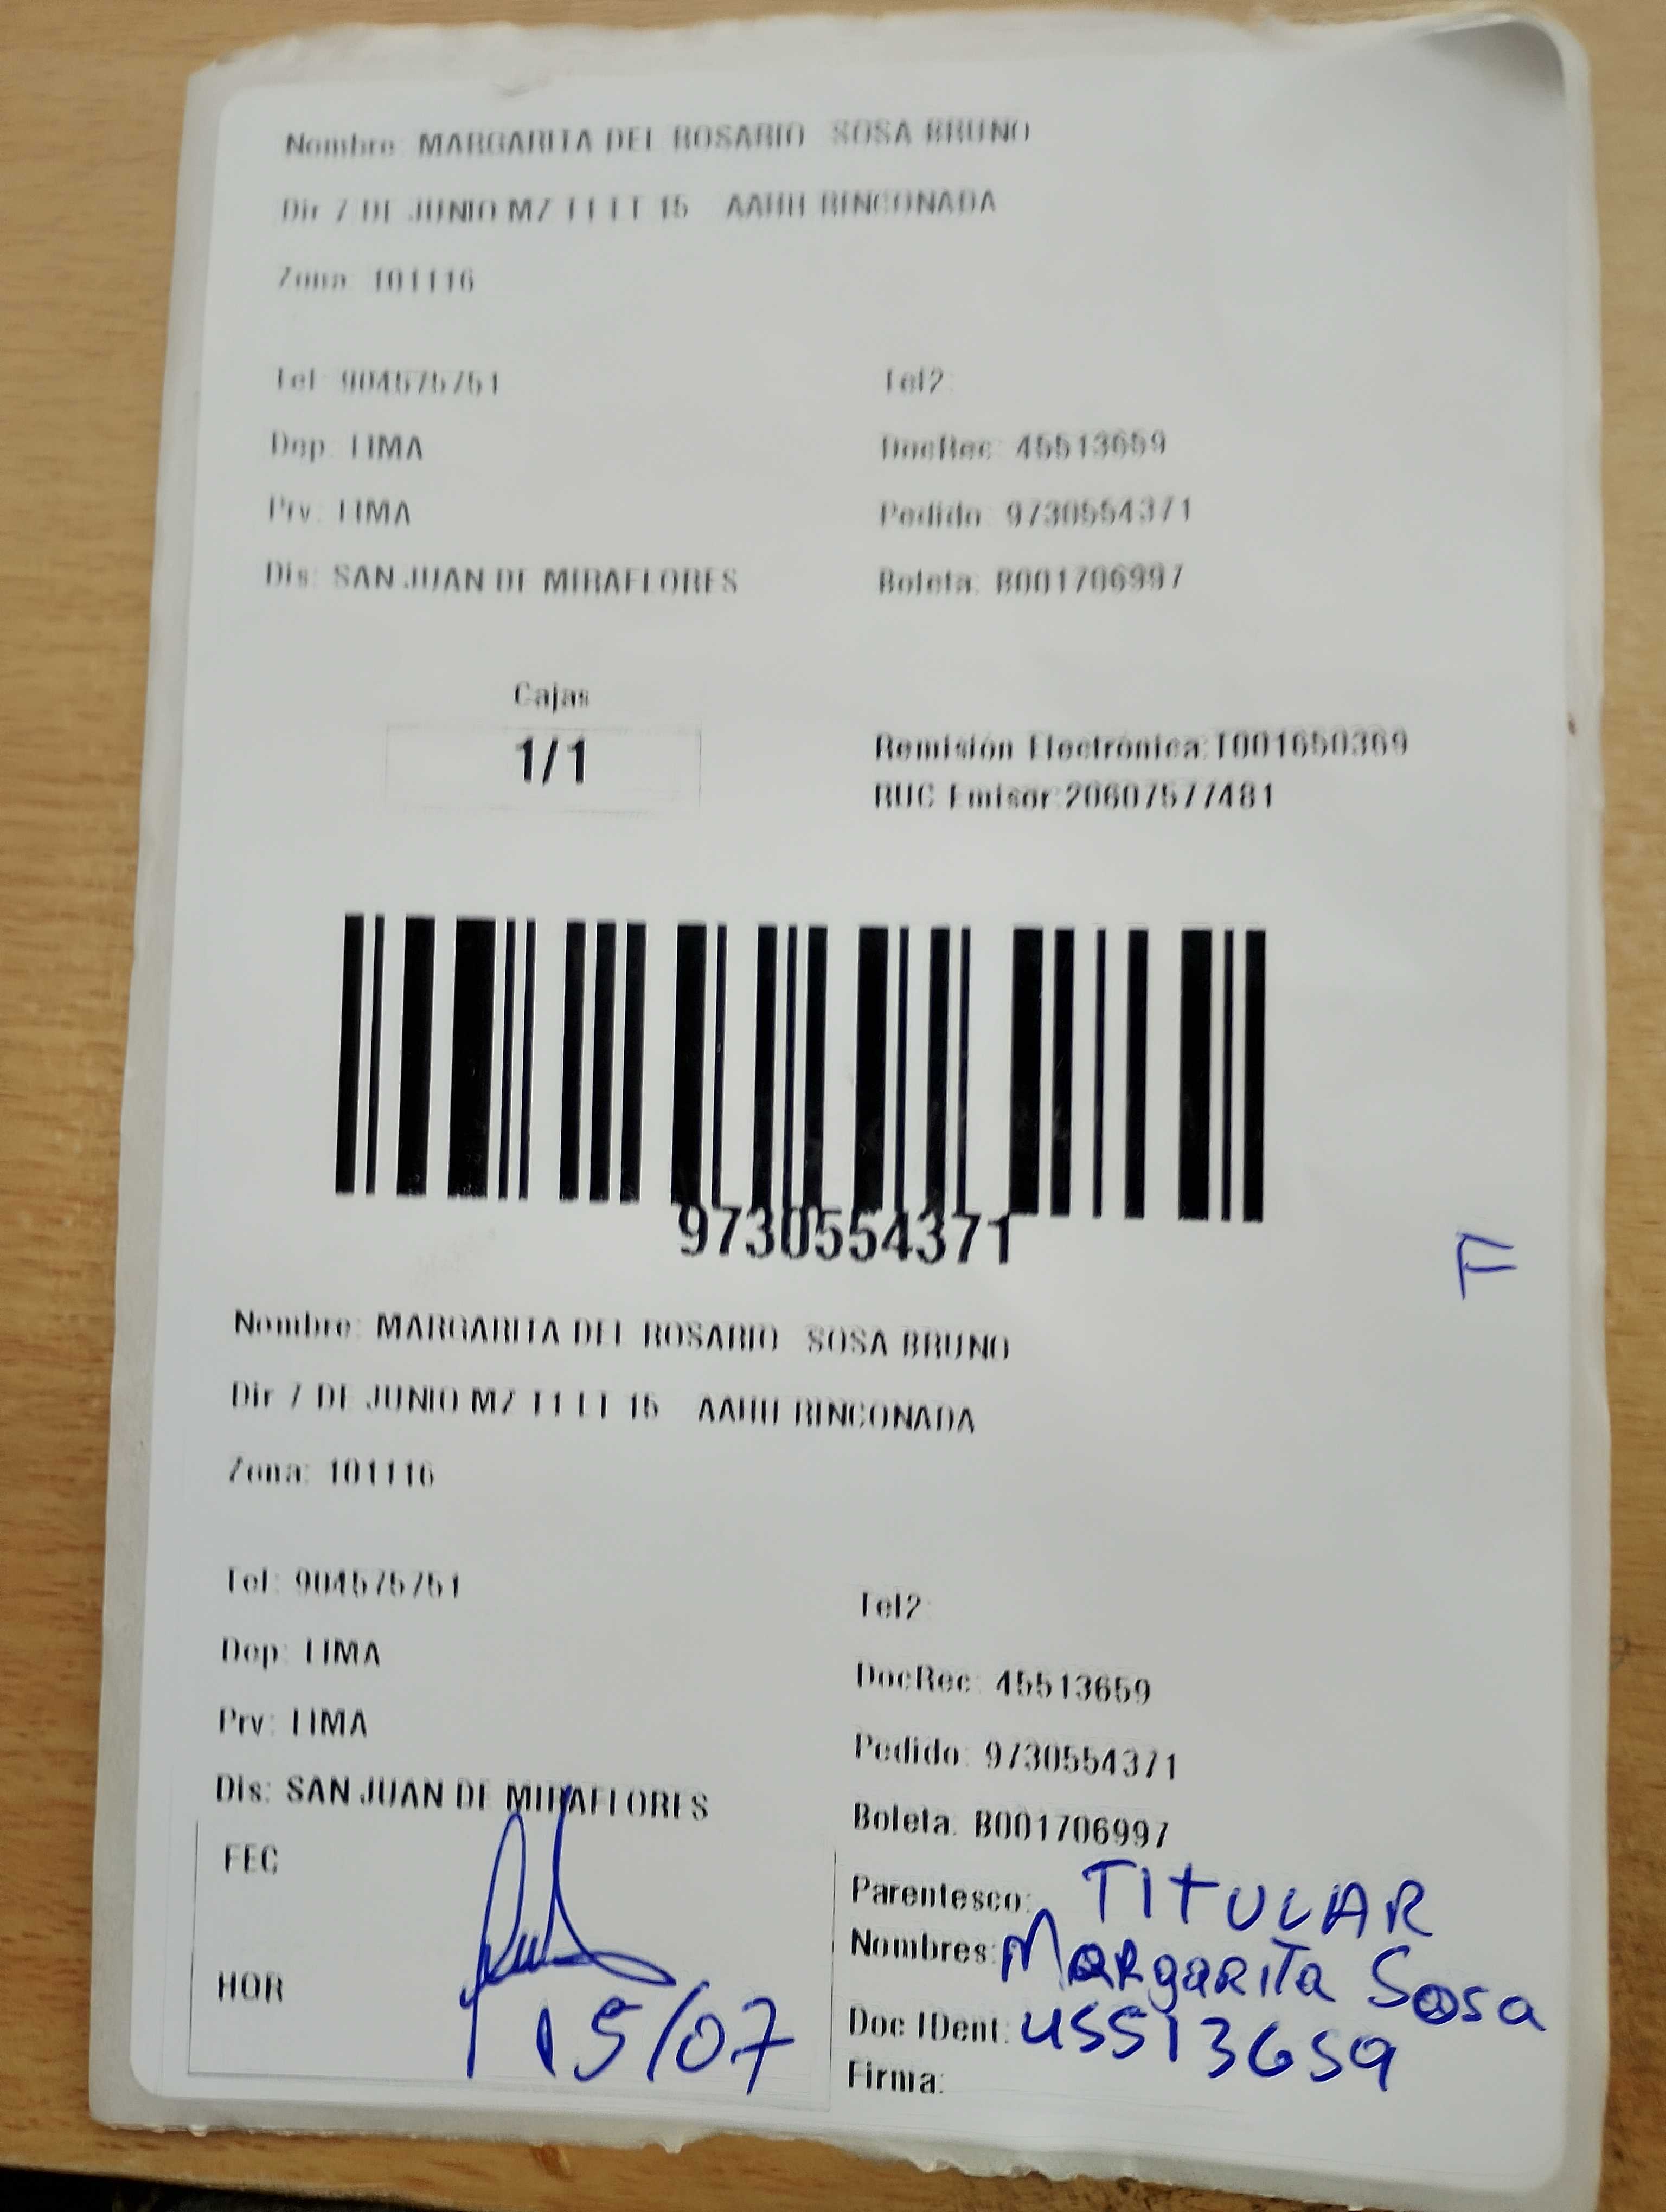 Nombre: MARGARITA DEL ROSARIO SOSA BRUNO
Dir 7 DE JUNIO MZ T1 LT 15 AAHH RINCONADA
Zona: 101116
Tel: 904575751 Tel2:
Dep: LIMA DocRec: 45513659
Prv: LIMA Pedido: 9730554371
Dis: SAN JUAN DE MIRAFLORES Boleta: B001706997
Cajas
1/1
Remisión Electrónica:T001650369
RUC Emisor:20607577481
9730554371
F
Nombre: MARGARITA DEL ROSARIO SOSA BRUNO
Dir 7 DE JUNIO MZ T1 LT 15 AAHH RINCONADA
Zona: 101116
Tel: 904575751 Tel2:
Dep: LIMA DocRec: 45513659
Prv: LIMA Pedido: 9730554371
Dis: SAN JUAN DE MIRAFLORES Boleta: B001706997
FEC
Parentesco: TITULAR
Nombres: Margarita Sosa
HOR 15/07
Doc IDent: 45513659
Firma: